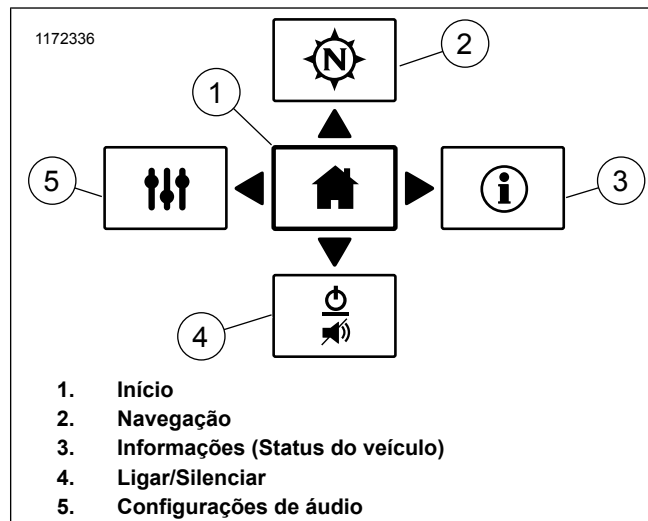 1172336
N
2
1
5
3
4
1. Início
2. Navegação
3. Informações (Status do veículo)
4. Ligar/Silenciar
5. Configurações de áudio